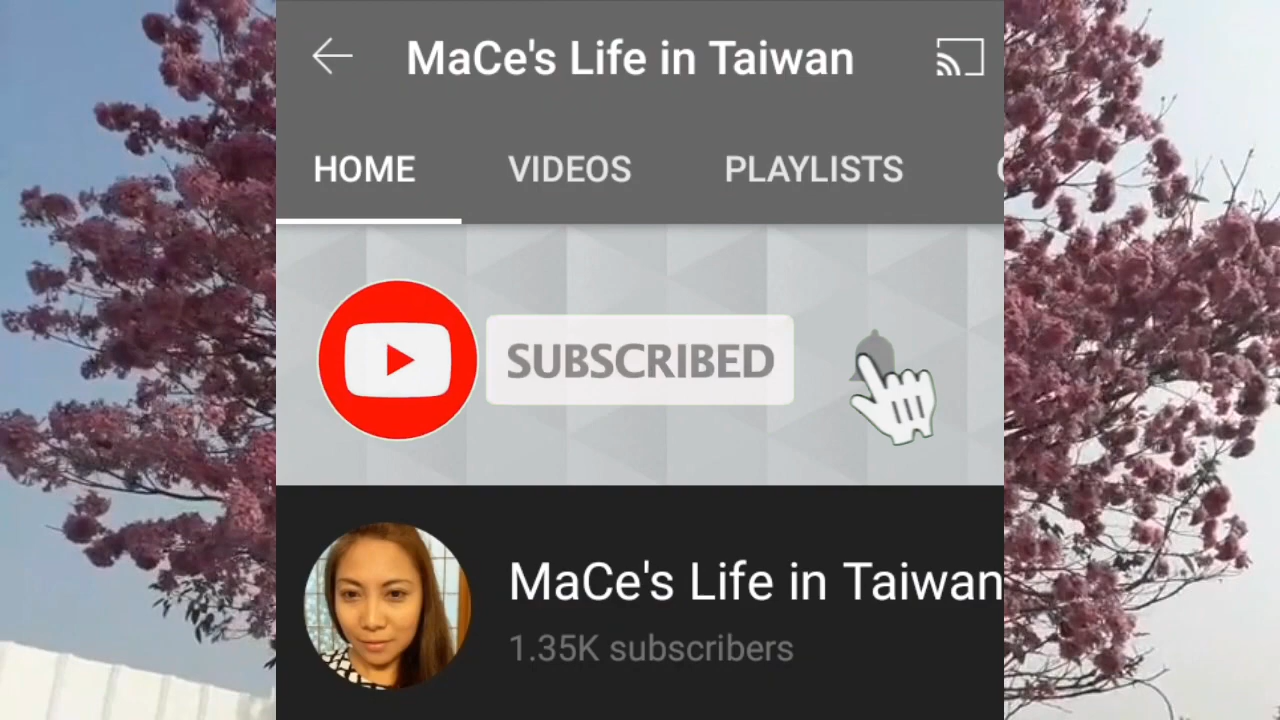 MaCe's Life in Taiwan
HOME VIDEOS PLAYLISTS
SUBSCRIBED
MaCe's Life in Taiwan
1.35K subscribers